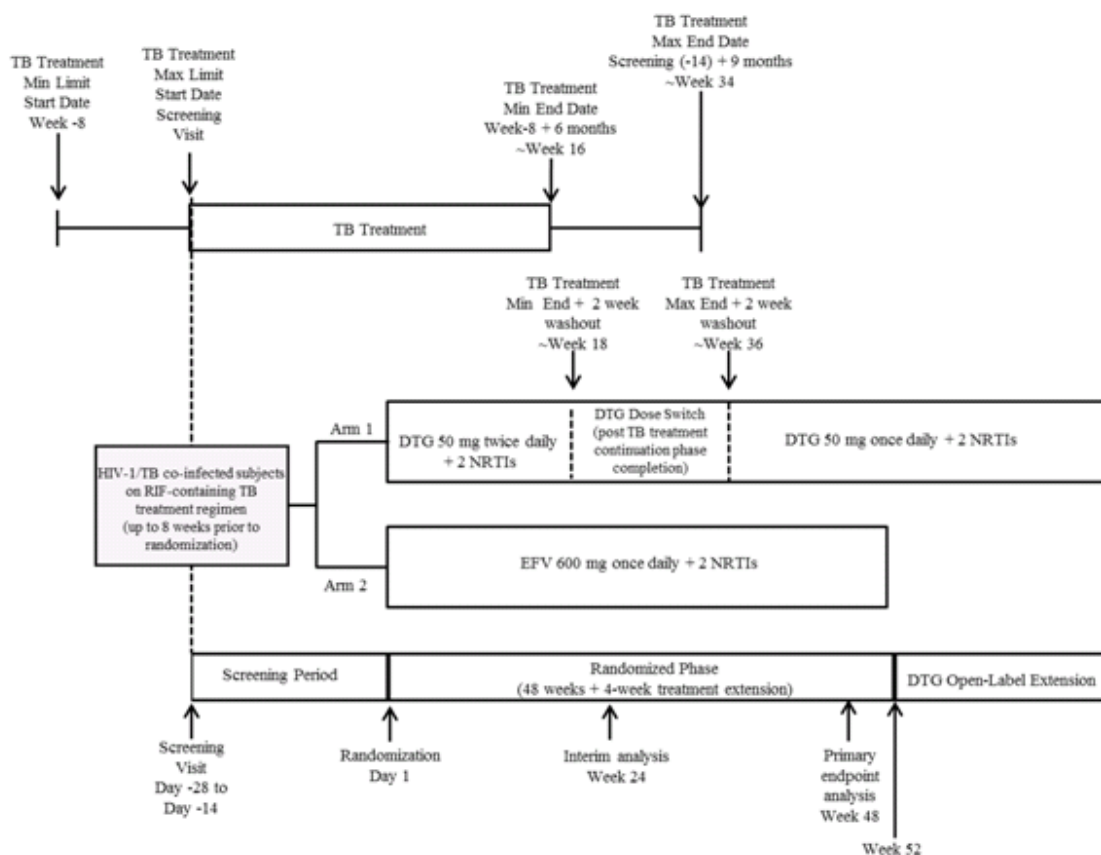 TB Treatment
Min Limit
Start Date
Week -8
TB Treatment
Max Limit
Start Date
Screening
Visit
TB Treatment
Min End Date
Week-8 + 6 months
~Week 16
TB Treatment
Max End Date
Screening (-14) + 9 months
~Week 34
TB Treatment
TB Treatment
Min End + 2 week
washout
~Week 18
TB Treatment
Max End + 2 week
washout
~Week 36
HIV-1/TB co-infected subjects
on RIF-containing TB
treatment regimen
(up to 8 weeks prior to
randomization)
Arm 1
DTG 50 mg twice daily
+ 2 NRTIs
DTG Dose Switch
(post TB treatment
continuation phase
completion)
DTG 50 mg once daily + 2 NRTIs
Arm 2
EFV 600 mg once daily + 2 NRTIs
Screening Period
Randomized Phase
(48 weeks + 4-week treatment extension)
DTG Open-Label Extension
Screening
Visit
Day -28 to
Day -14
Randomization
Day 1
Interim analysis
Week 24
Primary
endpoint
analysis
Week 48
Week 52